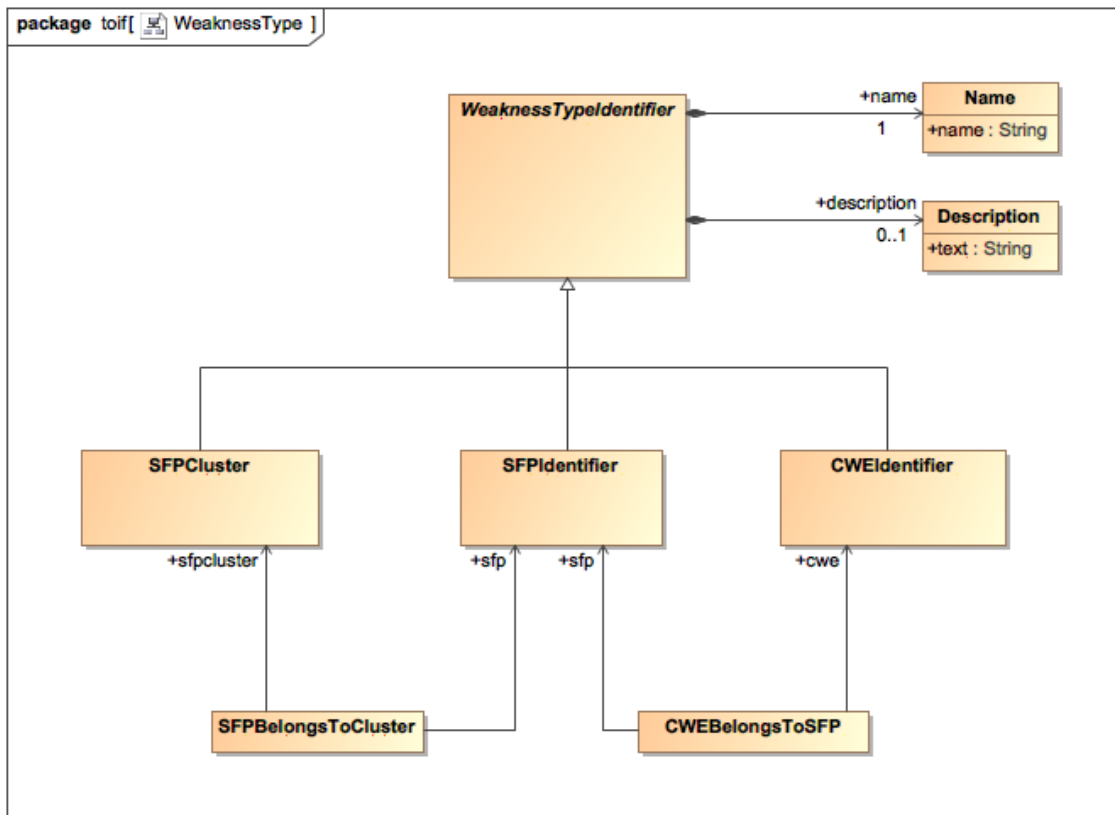 package toif[ WeaknessType ]
WeaknessTypeIdentifier
+name
1
Name
+name : String
+description
0..1
Description
+text : String
SFPCluster
SFPIdentifier
CWEIdentifier
+sfpcluster
+sfp
+sfp
+cwe
SFPBelongsToCluster
CWEBelongsToSFP